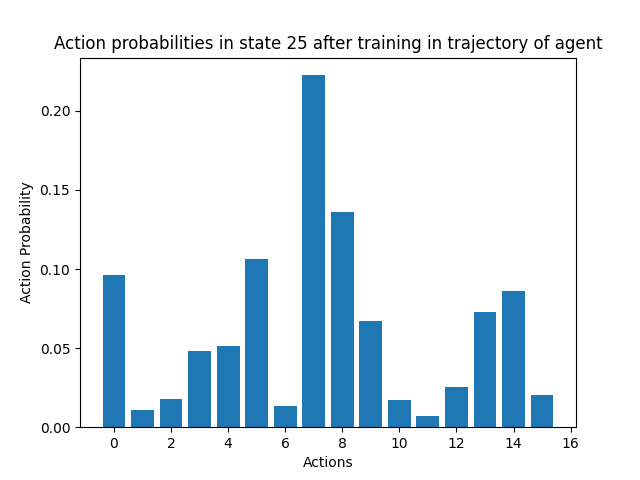 Action probabilities in state 25 after training in trajectory of agent
Action Probability
0.20
0.15
0.10
0.05
0.00
0 2 4 6 8 10 12 14 16
Actions